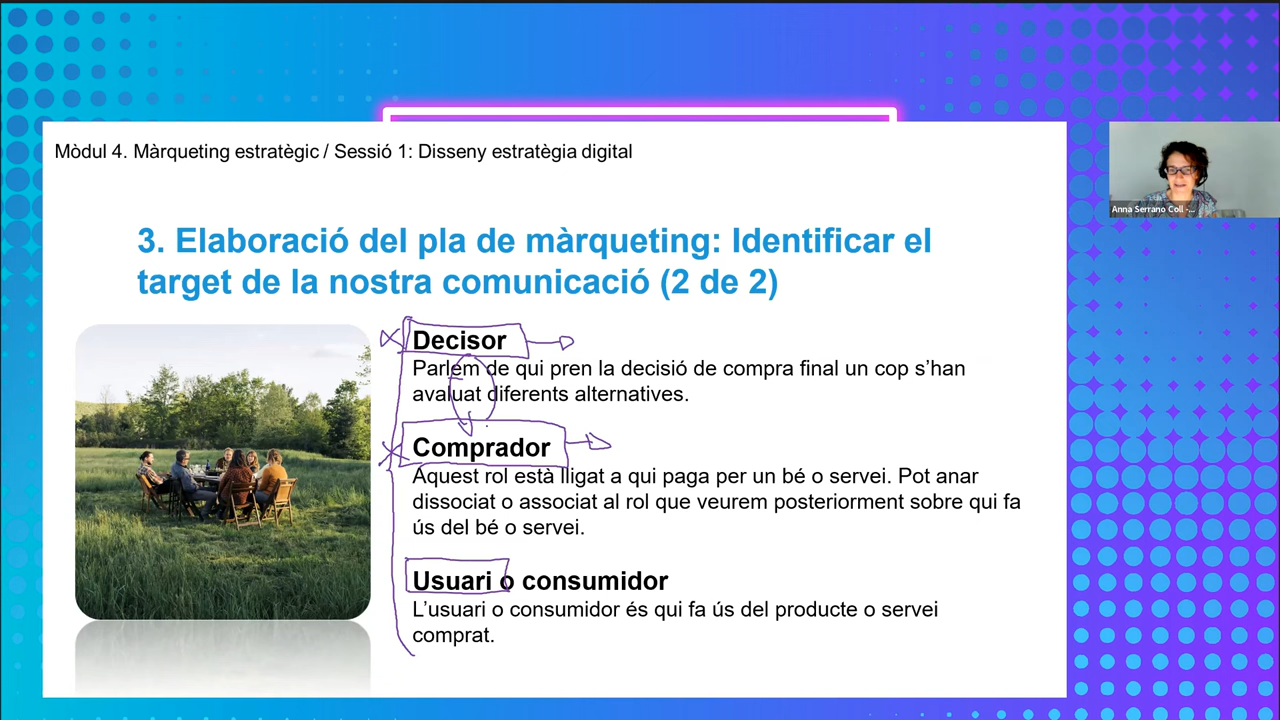 Mòdul 4. Màrqueting estratègic / Sessió 1: Disseny estratègia digital
Anna Serrano Coll -...
3. Elaboració del pla de màrqueting: Identificar el
target de la nostra comunicació (2 de 2)
Decisor
Parlem de qui pren la decisió de compra final un cop s’han
avaluat diferents alternatives.
Comprador
Aquest rol està lligat a qui paga per un bé o servei. Pot anar
dissociat o associat al rol que veurem posteriorment sobre qui fa
ús del bé o servei.
Usuari o consumidor
L’usuari o consumidor és qui fa ús del producte o servei
comprat.